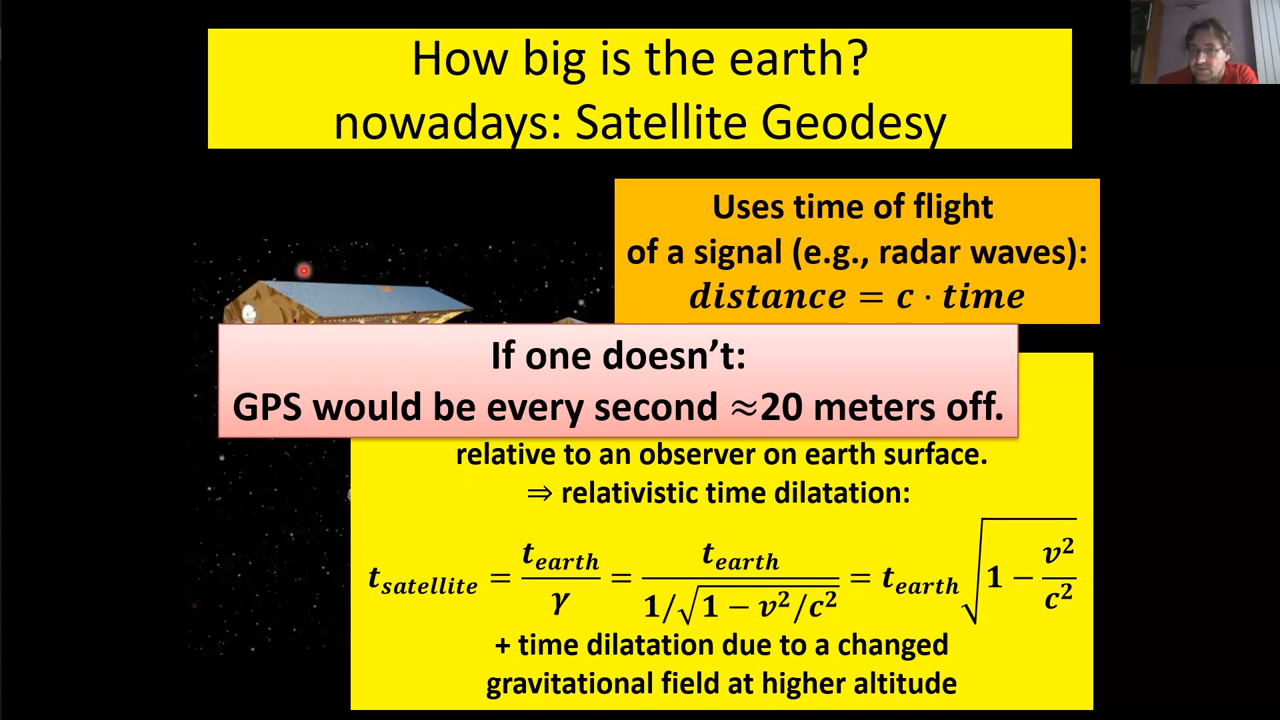 How big is the earth?
nowadays: Satellite Geodesy
Uses time of flight
of a signal (e.g., radar waves):
distance = c · time
If one doesn’t:
GPS would be every second ≈20 meters off.
relative to an observer on earth surface.
⇒ relativistic time dilatation:
t_satellite = t_earth / γ = t_earth / (1/√(1 − v²/c²)) = t_earth √(1 − v²/c²)
+ time dilatation due to a changed
gravitational field at higher altitude